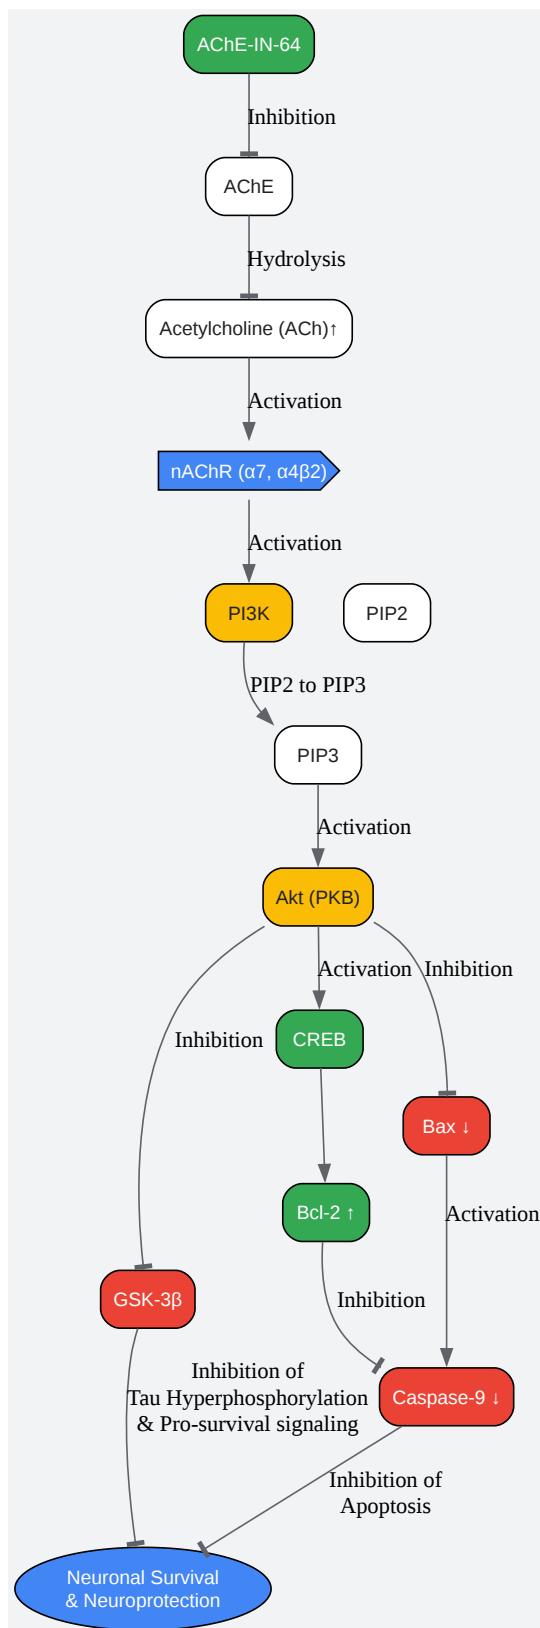 AChE-IN-64
Inhibition
AChE
Hydrolysis
Acetylcholine (ACh)↑
Activation
nAChR (α7, α4β2)
Activation
PI3K
PIP2
PIP2 to PIP3
PIP3
Activation
Akt (PKB)
Activation
Inhibition
Inhibition
CREB
Bax ↓
Bcl-2 ↑
Activation
GSK-3β
Inhibition
Inhibition of
Tau Hyperphosphorylation
& Pro-survival signaling
Caspase-9 ↓
Inhibition of
Apoptosis
Neuronal Survival
& Neuroprotection